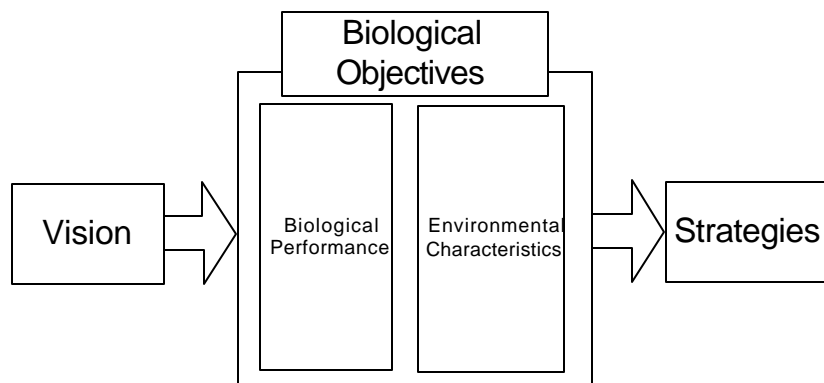 Biological
Objectives
Vision
Biological
Performance
Environmental
Characteristics
Strategies